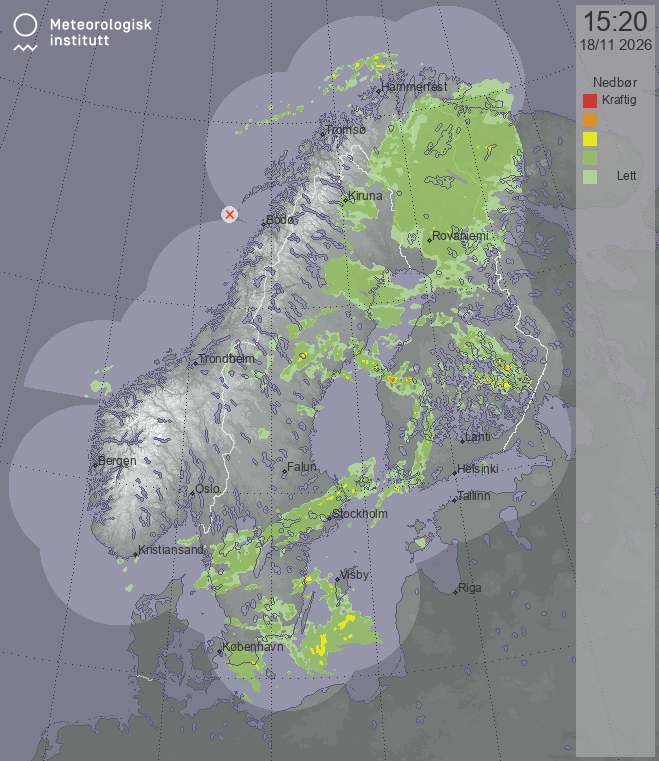 Meteorologisk
institutt
15:20
18/11 2026
Nedbør
Kraftig
Lett
Hammerfest
Tromsø
Kiruna
Bodø
Rovaniemi
Trondheim
Lahti
Bergen
Falun
Helsinki
Oslo
Tallinn
Stockholm
Kristiansand
Visby
Riga
København